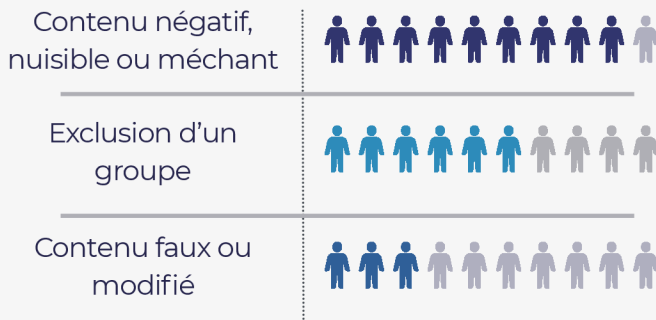 Contenu négatif,
nuisible ou méchant
Exclusion d'un
groupe
Contenu faux ou
modifié